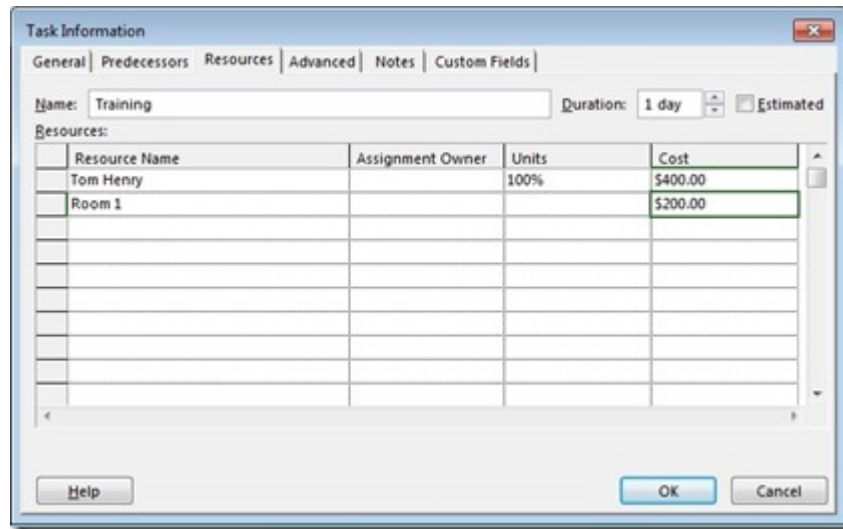 Task Information
General Predecessors Resources Advanced Notes Custom Fields
Name: Training Duration: 1 day Estimated
Resources:
Resource Name Assignment Owner Units Cost
Tom Henry 100% $400.00
Room 1 $200.00
Help OK Cancel